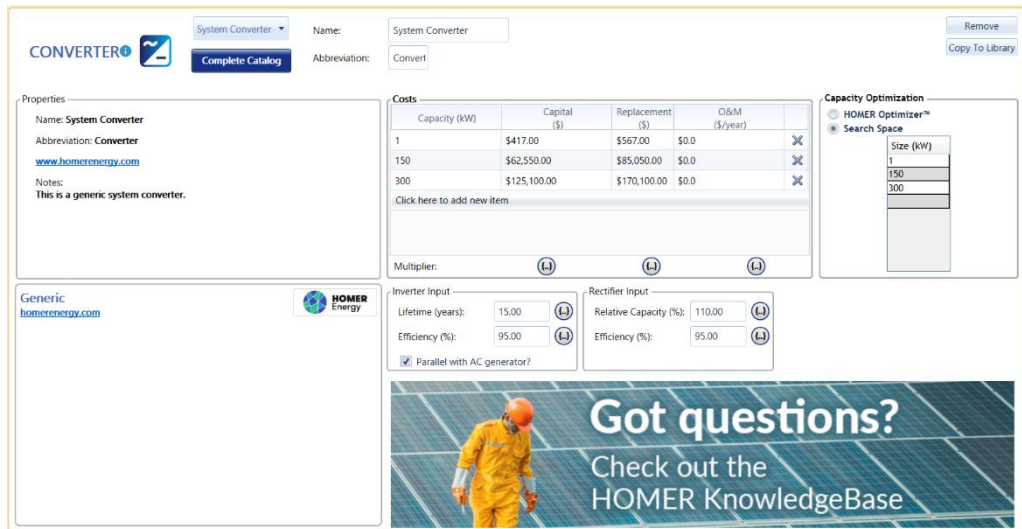 CONVERTER
System Converter
Complete Catalog
Name: System Converter
Abbreviation: Convert
Remove
Copy To Library
Properties
Name: System Converter
Abbreviation: Converter
www.homerenergy.com
Notes:
This is a generic system converter.
Costs
Capacity (kW) Capital ($) Replacement ($) O&M ($/year)
1 $417.00 $567.00 $0.0
150 $62,550.00 $85,050.00 $0.0
300 $125,100.00 $170,100.00 $0.0
Click here to add new item
Multiplier: (..) (..) (..)
Capacity Optimization
HOMER Optimizer™
Search Space
Size (kW)
1
150
300
Generic
homerenergy.com
HOMER
Energy
Inverter Input
Lifetime (years): 15.00 (..)
Efficiency (%): 95.00 (..)
Parallel with AC generator?
Rectifier Input
Relative Capacity (%): 110.00 (..)
Efficiency (%): 95.00 (..)
Got questions?
Check out the
HOMER KnowledgeBase